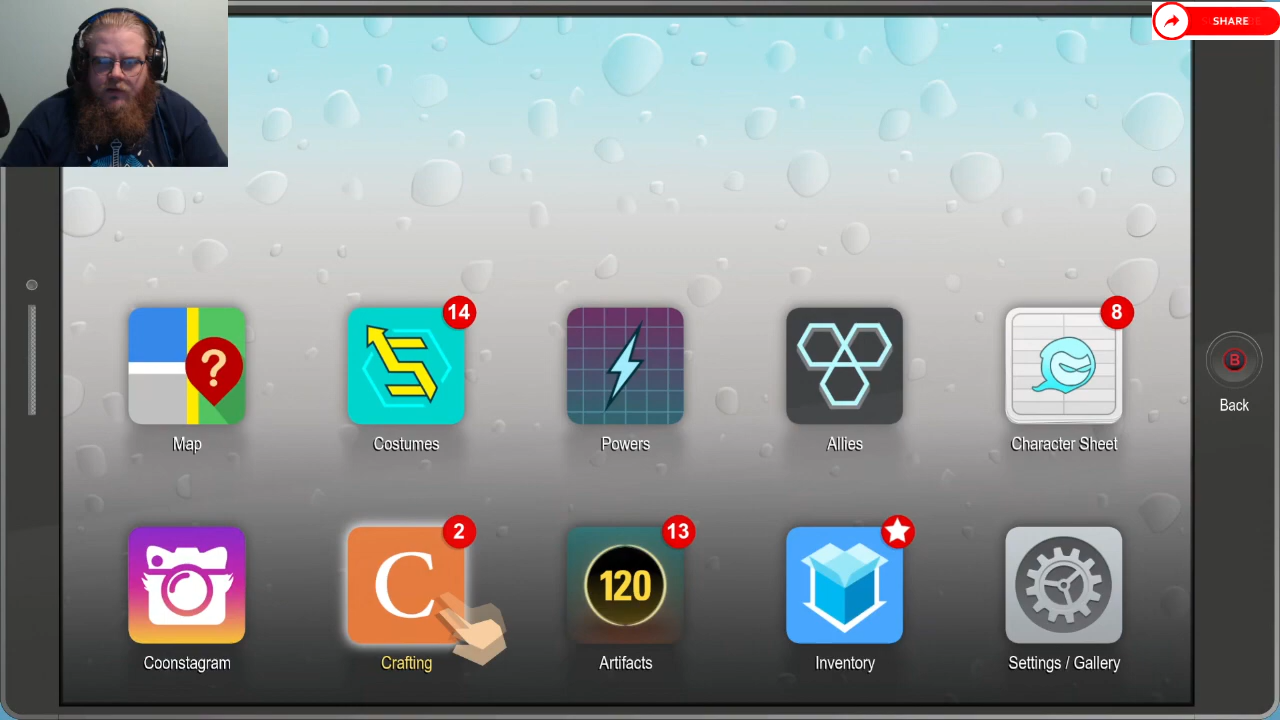 SHARE
14
8
?
Map
Costumes
Powers
Allies
Character Sheet
B
Back
2
13
C
120
Coonstagram
Crafting
Artifacts
Inventory
Settings / Gallery